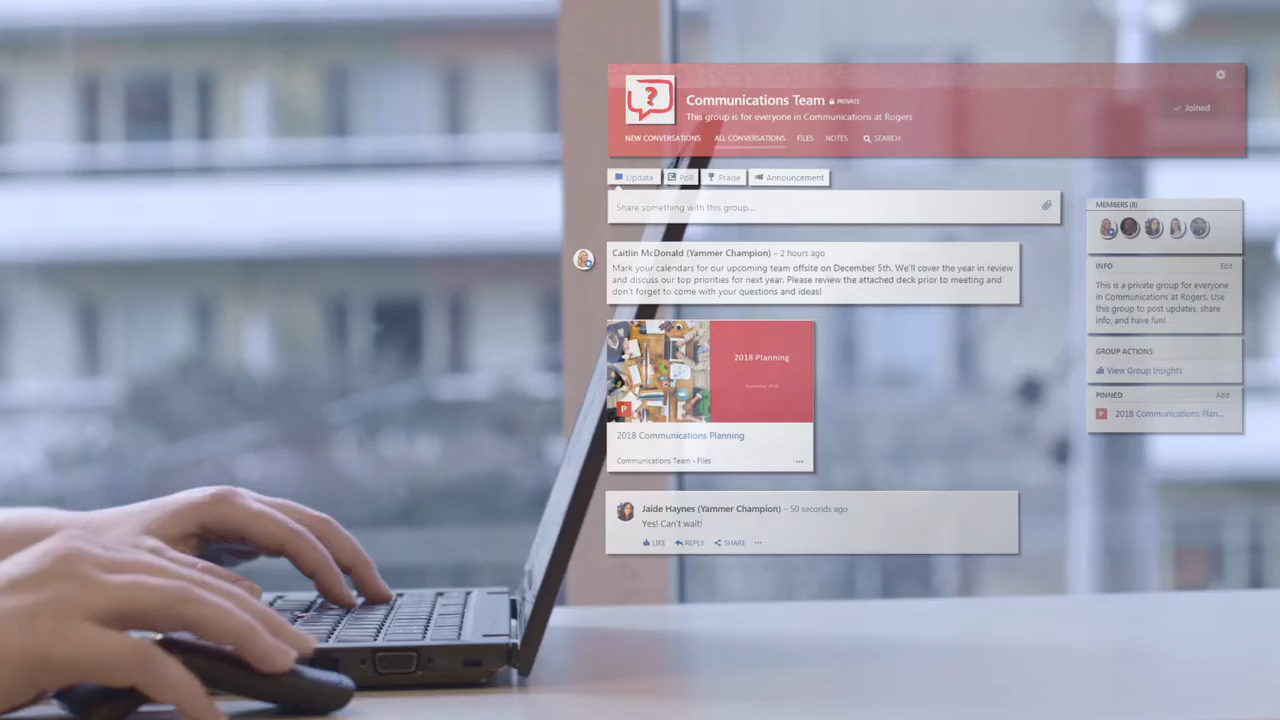 Communications Team PRIVATE
This group is for everyone in Communications at Rogers
Joined
NEW CONVERSATIONS ALL CONVERSATIONS FILES NOTES SEARCH
Update Poll Praise Announcement
Share something with this group...
Caitlin McDonald (Yammer Champion) – 2 hours ago
Mark your calendars for our upcoming team offsite on December 5th. We'll cover the year in review
and discuss our top priorities for next year. Please review the attached deck prior to meeting and
don't forget to come with your questions and ideas!
2018 Planning
P
2018 Communications Planning
Communications Team › Files
Jaide Haynes (Yammer Champion) – 50 seconds ago
Yes! Can't wait!
LIKE REPLY SHARE
MEMBERS (8)
INFO Edit
This is a private group for everyone
in Communications at Rogers. Use
this group to post updates, share
info, and have fun!
GROUP ACTIONS
View Group Insights
PINNED Add
P 2018 Communications Plan...